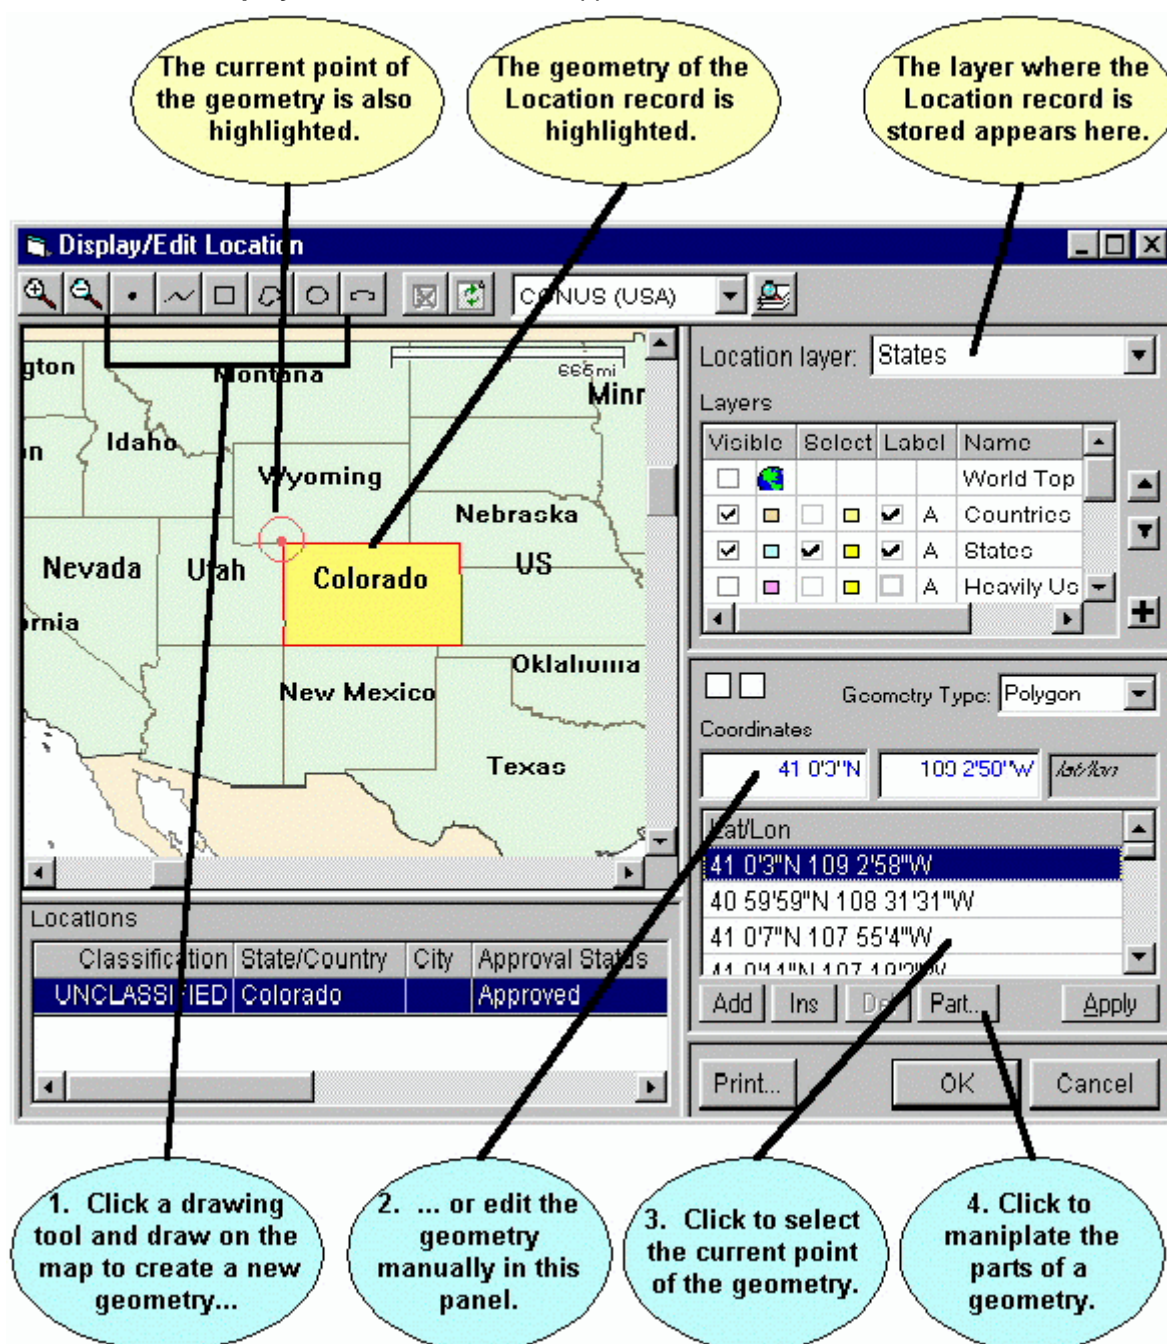 The current point of
the geometry is also
highlighted.
The geometry of the
Location record is
highlighted.
The layer where the
Location record is
stored appears here.
Display/Edit Location
CONUS (USA)
Location layer: States
Layers
Visible Select Label Name
World Top
A Countries
A States
A Heavily Us
gton
Montana
665mi
Minr
Idaho
n
Wyoming
Nebraska
Nevada
Utah
Colorado
US
ornia
Oklahoma
New Mexico
Texas
Geometry Type: Polygon
Coordinates
41 0'3"N 109 2'58"W lat/lon
Lat/Lon
41 0'3"N 109 2'58"W
40 59'59"N 108 31'31"W
41 0'7"N 107 55'4"W
Add Ins Del Part... Apply
Print... OK Cancel
Locations
Classification State/Country City Approval Status
UNCLASSIFIED Colorado Approved
1. Click a drawing
tool and draw on the
map to create a new
geometry...
2. ... or edit the
geometry
manually in this
panel.
3. Click to select
the current point
of the geometry.
4. Click to
maniplate the
parts of a
geometry.